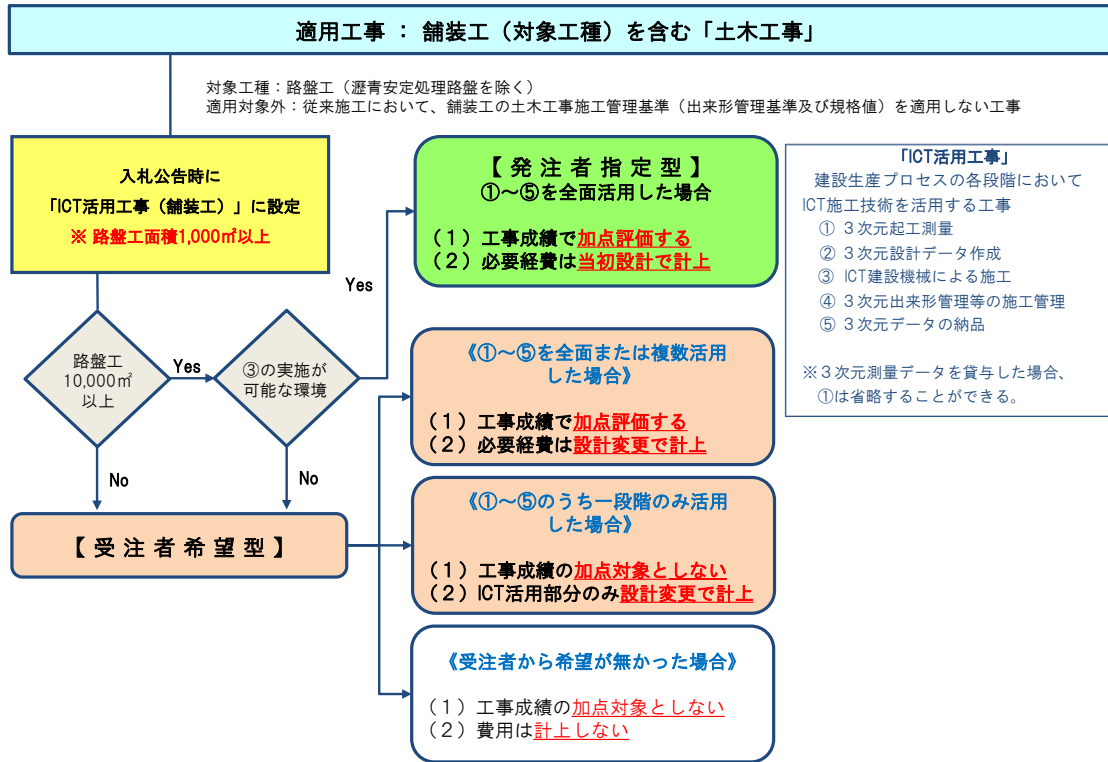 適用工事 ： 舗装工（対象工種）を含む「土木工事」
対象工種：路盤工（瀝青安定処理路盤を除く）
適用対象外：従来施工において、舗装工の土木工事施工管理基準（出来形管理基準及び規格値）を適用しない工事
入札公告時に
「ICT活用工事（舗装工）」に設定
※ 路盤工面積1,000㎡以上
路盤工
10,000㎡
以上
Yes
No
③の実施が
可能な環境
Yes
No
【 受 注 者 希 望 型 】
【 発 注 者 指 定 型 】
①～⑤を全面活用した場合
（１）工事成績で加点評価する
（２）必要経費は当初設計で計上
《①～⑤を全面または複数活用
した場合》
（１）工事成績で加点評価する
（２）必要経費は設計変更で計上
《①～⑤のうち一段階のみ活用
した場合》
（１）工事成績の加点対象としない
（２）ICT活用部分のみ設計変更で計上
《受注者から希望が無かった場合》
（１）工事成績の加点対象としない
（２）費用は計上しない
「ICT活用工事」
建設生産プロセスの各段階において
ICT施工技術を活用する工事
① ３次元起工測量
② ３次元設計データ作成
③ ICT建設機械による施工
④ ３次元出来形管理等の施工管理
⑤ ３次元データの納品
※３次元測量データを貸与した場合、
①は省略することができる。